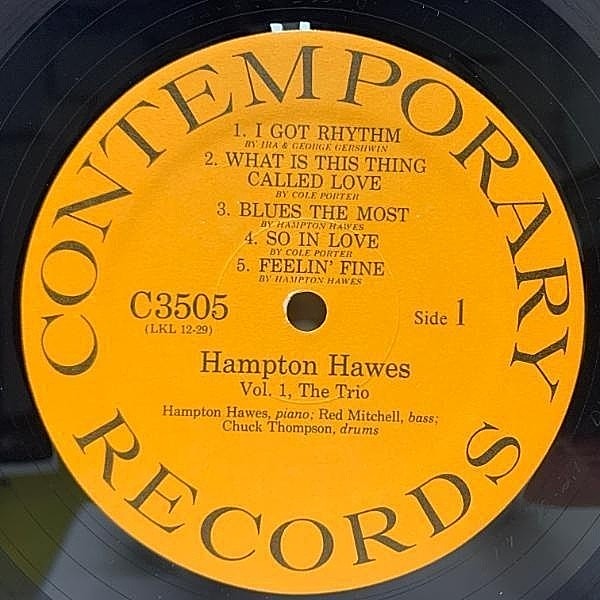 CONTEMPORARY
1. I GOT RHYTHM
BY IRA & GEORGE GERSHWIN
2. WHAT IS THIS THING
CALLED LOVE
BY COLE PORTER
3. BLUES THE MOST
BY HAMPTON HAWES
4. SO IN LOVE
BY COLE PORTER
5. FEELIN' FINE
BY HAMPTON HAWES
C3505
(LKL 12-29)
Side 1
Hampton Hawes
Vol. 1, The Trio
Hampton Hawes, piano; Red Mitchell, bass;
Chuck Thompson, drums
RECORDS